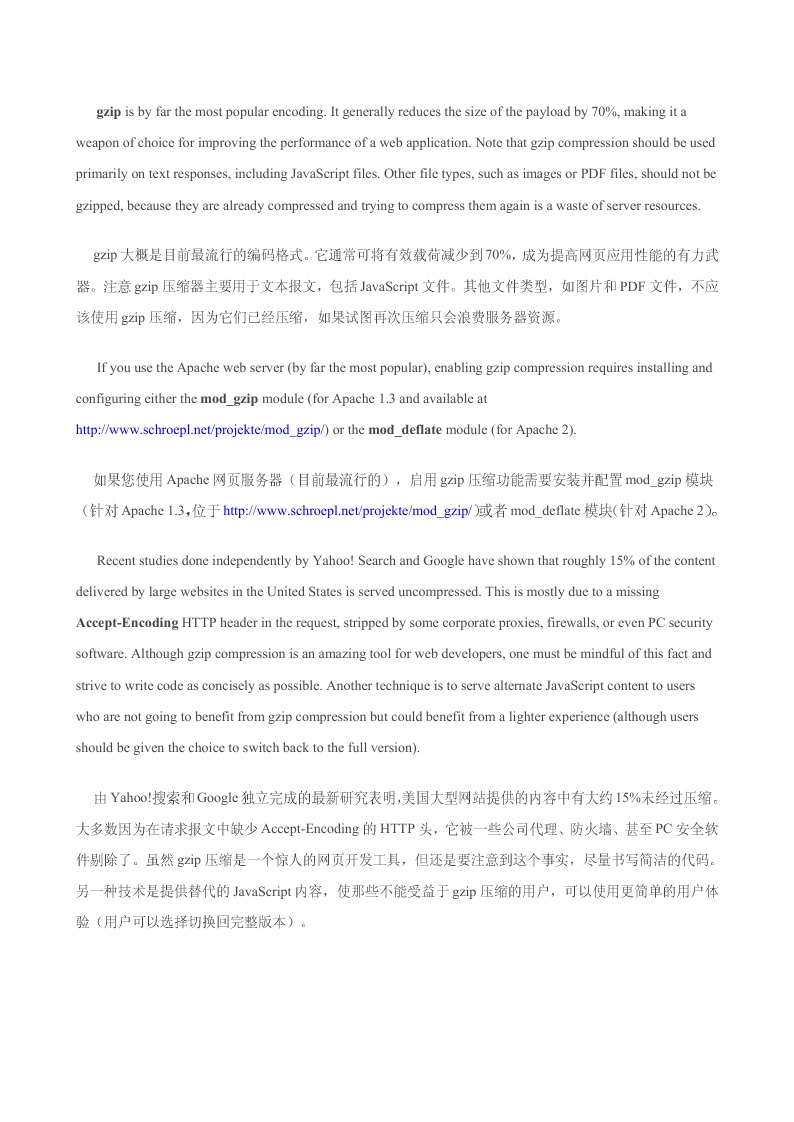 gzip is by far the most popular encoding. It generally reduces the size of the payload by 70%, making it a
weapon of choice for improving the performance of a web application. Note that gzip compression should be used
primarily on text responses, including JavaScript files. Other file types, such as images or PDF files, should not be
gzipped, because they are already compressed and trying to compress them again is a waste of server resources.
gzip 大概是目前最流行的编码格式。它通常可将有效载荷减少到 70%，成为提高网页应用性能的有力武
器。注意 gzip 压缩器主要用于文本报文，包括 JavaScript 文件。其他文件类型，如图片和 PDF 文件，不应
该使用 gzip 压缩，因为它们已经压缩，如果试图再次压缩只会浪费服务器资源。
If you use the Apache web server (by far the most popular), enabling gzip compression requires installing and
configuring either the mod_gzip module (for Apache 1.3 and available at
http://www.schroepl.net/projekte/mod_gzip/) or the mod_deflate module (for Apache 2).
如果您使用 Apache 网页服务器（目前最流行的），启用 gzip 压缩功能需要安装并配置 mod_gzip 模块
（针对 Apache 1.3，位于 http://www.schroepl.net/projekte/mod_gzip/）或者 mod_deflate 模块（针对 Apache 2）。
Recent studies done independently by Yahoo! Search and Google have shown that roughly 15% of the content
delivered by large websites in the United States is served uncompressed. This is mostly due to a missing
Accept-Encoding HTTP header in the request, stripped by some corporate proxies, firewalls, or even PC security
software. Although gzip compression is an amazing tool for web developers, one must be mindful of this fact and
strive to write code as concisely as possible. Another technique is to serve alternate JavaScript content to users
who are not going to benefit from gzip compression but could benefit from a lighter experience (although users
should be given the choice to switch back to the full version).
由 Yahoo!搜索和 Google 独立完成的最新研究表明，美国大型网站提供的内容中有大约 15%未经过压缩。
大多数因为在请求报文中缺少 Accept-Encoding 的 HTTP 头，它被一些公司代理、防火墙、甚至 PC 安全软
件剔除了。虽然 gzip 压缩是一个惊人的网页开发工具，但还是要注意到这个事实，尽量书写简洁的代码。
另一种技术是提供替代的 JavaScript 内容，使那些不能受益于 gzip 压缩的用户，可以使用更简单的用户体
验（用户可以选择切换回完整版本）。